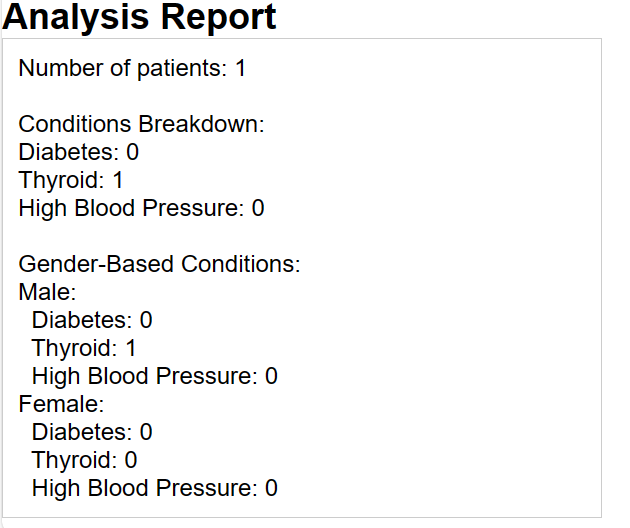 Analysis Report
Number of patients: 1
Conditions Breakdown:
Diabetes: 0
Thyroid: 1
High Blood Pressure: 0
Gender-Based Conditions:
Male:
Diabetes: 0
Thyroid: 1
High Blood Pressure: 0
Female:
Diabetes: 0
Thyroid: 0
High Blood Pressure: 0